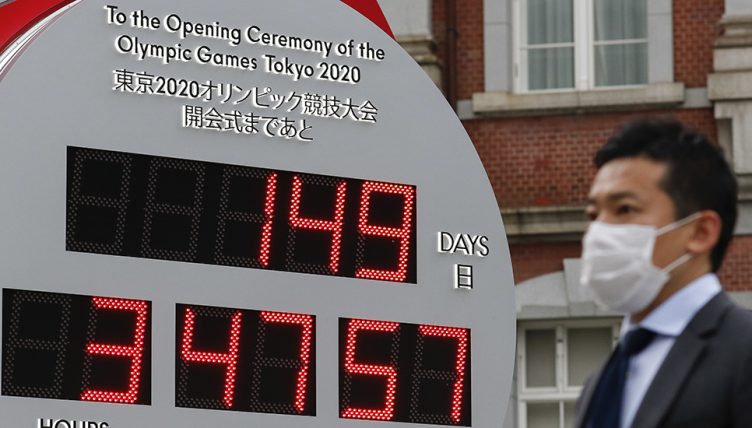 To the Opening Ceremony of the
Olympic Games Tokyo 2020
東京2020オリンピック競技大会
開会式まであと
149 DAYS
日
3 47 57
HOURS